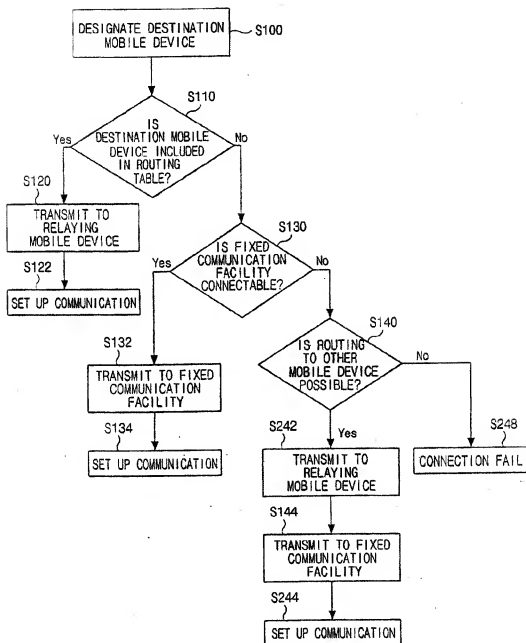 DESIGNATE DESTINATION
MOBILE DEVICE
S100
S110
IS
DESTINATION MOBILE
DEVICE INCLUDED
IN ROUTING
TABLE?
Yes
No
S120
TRANSMIT TO
RELAYING
MOBILE DEVICE
S122
SET UP COMMUNICATION
S130
IS FIXED
COMMUNICATION
FACILITY
CONNECTABLE?
Yes
No
S132
TRANSMIT TO FIXED
COMMUNICATION
FACILITY
S134
SET UP COMMUNICATION
S140
IS ROUTING
TO OTHER
MOBILE DEVICE
POSSIBLE?
No
Yes
S248
CONNECTION FAIL
S242
TRANSMIT TO
RELAYING
MOBILE DEVICE
S144
TRANSMIT TO FIXED
COMMUNICATION
FACILITY
S244
SET UP COMMUNICATION